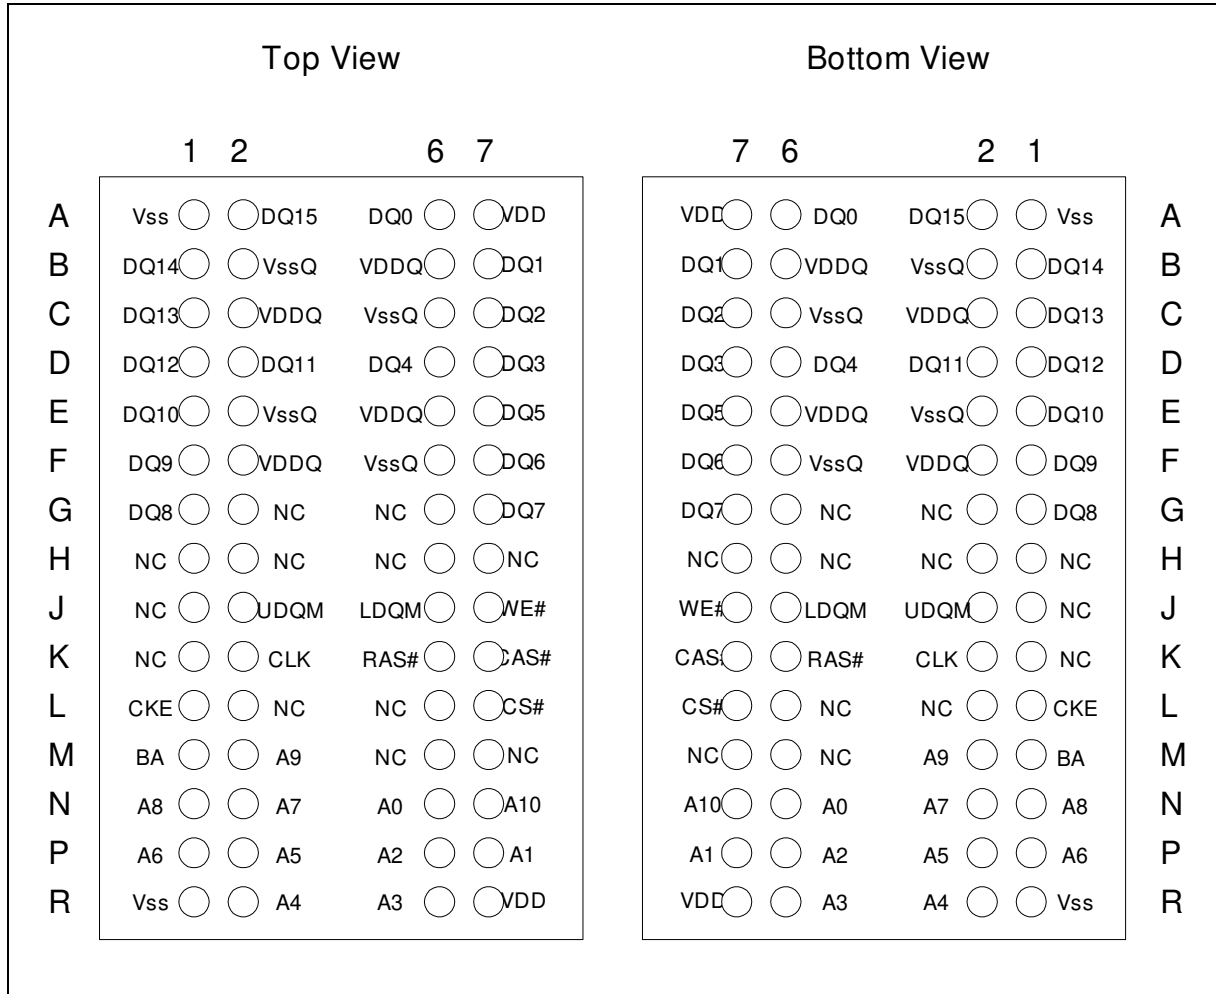 Top View Bottom View
1 2 6 7 7 6 2 1
A Vss DQ15 DQ0 VDD VDD DQ0 DQ15 Vss A
B DQ14 VssQ VDDQ DQ1 DQ1 VDDQ VssQ DQ14 B
C DQ13 VDDQ VssQ DQ2 DQ2 VssQ VDDQ DQ13 C
D DQ12 DQ11 DQ4 DQ3 DQ3 DQ4 DQ11 DQ12 D
E DQ10 VssQ VDDQ DQ5 DQ5 VDDQ VssQ DQ10 E
F DQ9 VDDQ VssQ DQ6 DQ6 VssQ VDDQ DQ9 F
G DQ8 NC NC DQ7 DQ7 NC NC DQ8 G
H NC NC NC NC NC NC NC NC H
J NC UDQM LDQM WE# WE# LDQM UDQM NC J
K NC CLK RAS# CAS# CAS# RAS# CLK NC K
L CKE NC NC CS# CS# NC NC CKE L
M BA A9 NC NC NC NC A9 BA M
N A8 A7 A0 A10 A10 A0 A7 A8 N
P A6 A5 A2 A1 A1 A2 A5 A6 P
R Vss A4 A3 VDD VDD A3 A4 Vss R